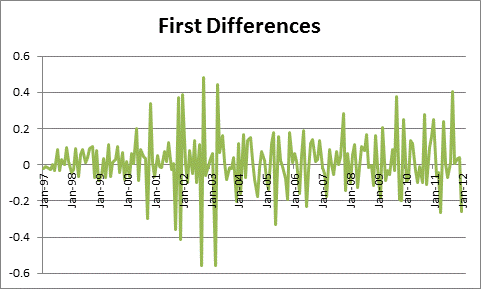 First Differences
0.6
0.4
0.2
0
-0.2
-0.4
-0.6
Jan-97
Jan-98
Jan-99
Jan-00
Jan-01
Jan-02
Jan-03
Jan-04
Jan-05
Jan-06
Jan-07
Jan-08
Jan-09
Jan-10
Jan-11
Jan-12